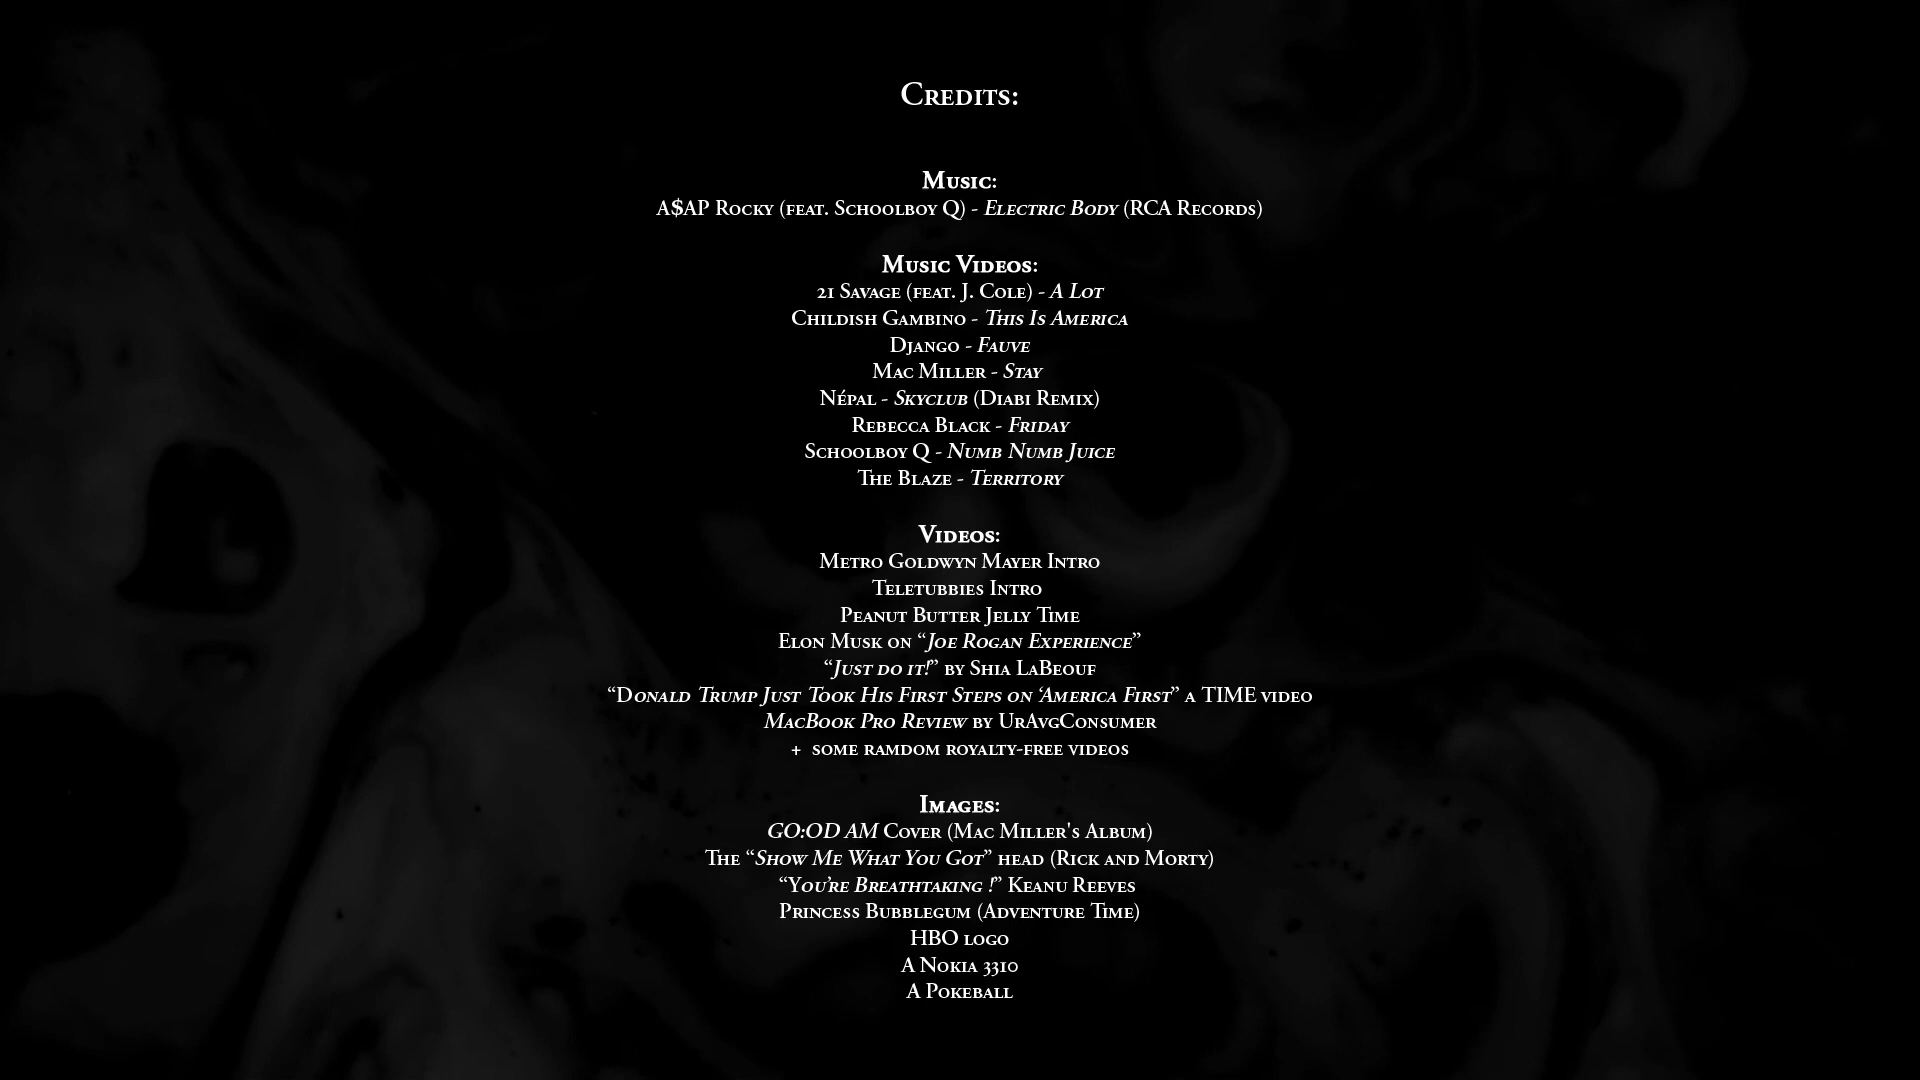 Credits:
Music:
A$AP Rocky (feat. Schoolboy Q) - Electric Body (RCA Records)
Music Videos:
21 Savage (feat. J. Cole) - A Lot
Childish Gambino - This Is America
Django - Fauve
Mac Miller - Stay
Népal - Skyclub (Diabi Remix)
Rebecca Black - Friday
Schoolboy Q - Numb Numb Juice
The Blaze - Territory
Videos:
Metro Goldwyn Mayer Intro
Teletubbies Intro
Peanut Butter Jelly Time
Elon Musk on “Joe Rogan Experience”
“Just do it!” by Shia LaBeouf
“Donald Trump Just Took His First Steps on ‘America First” a TIME video
MacBook Pro Review by UrAvgConsumer
+ some ramdom royalty-free videos
Images:
GO:OD AM Cover (Mac Miller's Album)
The “Show Me What You Got” head (Rick and Morty)
“You’re Breathtaking !” Keanu Reeves
Princess Bubblegum (Adventure Time)
HBO logo
A Nokia 3310
A Pokeball